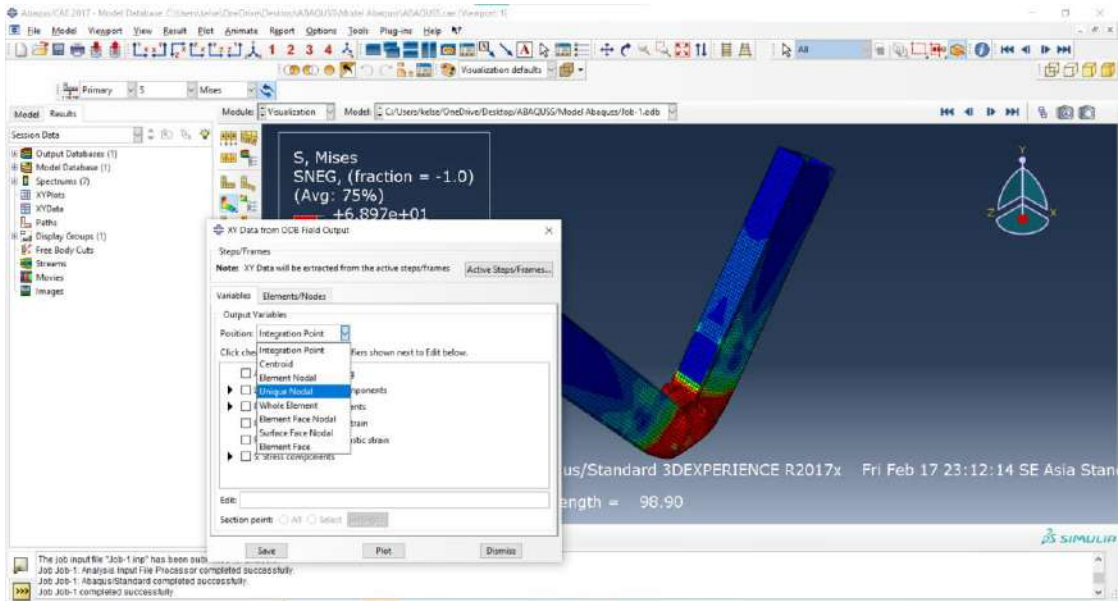 Abaqus/CAE 2017 - Model Database: C:\Users\kelse\OneDrive\Desktop\ABAQUSS\Model Abaqus\ABAQUSS.cae [Viewport: 1]
File Model Viewport View Result Plot Animate Report Options Tools Plug-ins Help
1 2 3 4 All
Visualization defaults
Primary S Mises
Model Results Module: Visualization Model: C:/Users/kelse/OneDrive/Desktop/ABAQUSS/Model Abaqus/Job-1.odb
Session Data
Output Databases (1)
Model Database (1)
Spectrums (7)
XYPlots
XYData
Paths
Display Groups (1)
Free Body Cuts
Streams
Movies
Images
S, Mises
SNEG, (fraction = -1.0)
(Avg: 75%)
+6.897e+01
Y
Z X
XY Data from ODB Field Output
Steps/Frames
Note: XY Data will be extracted from the active steps/frames Active Steps/Frames...
Variables Elements/Nodes
Output Variables
Position: Integration Point
Click che fiers shown next to Edit below.
Integration Point
Centroid
Element Nodal
Unique Nodal
Whole Element
Element Face Nodal
Surface Face Nodal
Element Face
mponents
ents
train
stic strain
S: Stress components
Edit:
Section point: All Select
Save Plot Dismiss
us/Standard 3DEXPERIENCE R2017x Fri Feb 17 23:12:14 SE Asia Stan
ength = 98.90
SIMULIA
The job input file "Job-1.inp" has been sub
Job Job-1: Analysis Input File Processor completed successfully.
Job Job-1: Abaqus/Standard completed successfully.
Job Job-1 completed successfully.